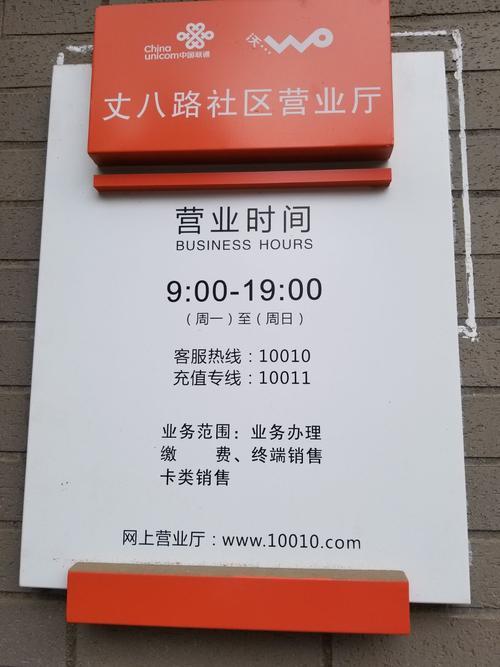 China
unicom中国联通
沃...WO
丈八路社区营业厅
营业时间
BUSINESS HOURS
9:00-19:00
（周一）至（周日）
客服热线：10010
充值专线：10011
业务范围：业务办理
缴 费、终端销售
卡类销售
网上营业厅：www.10010.com